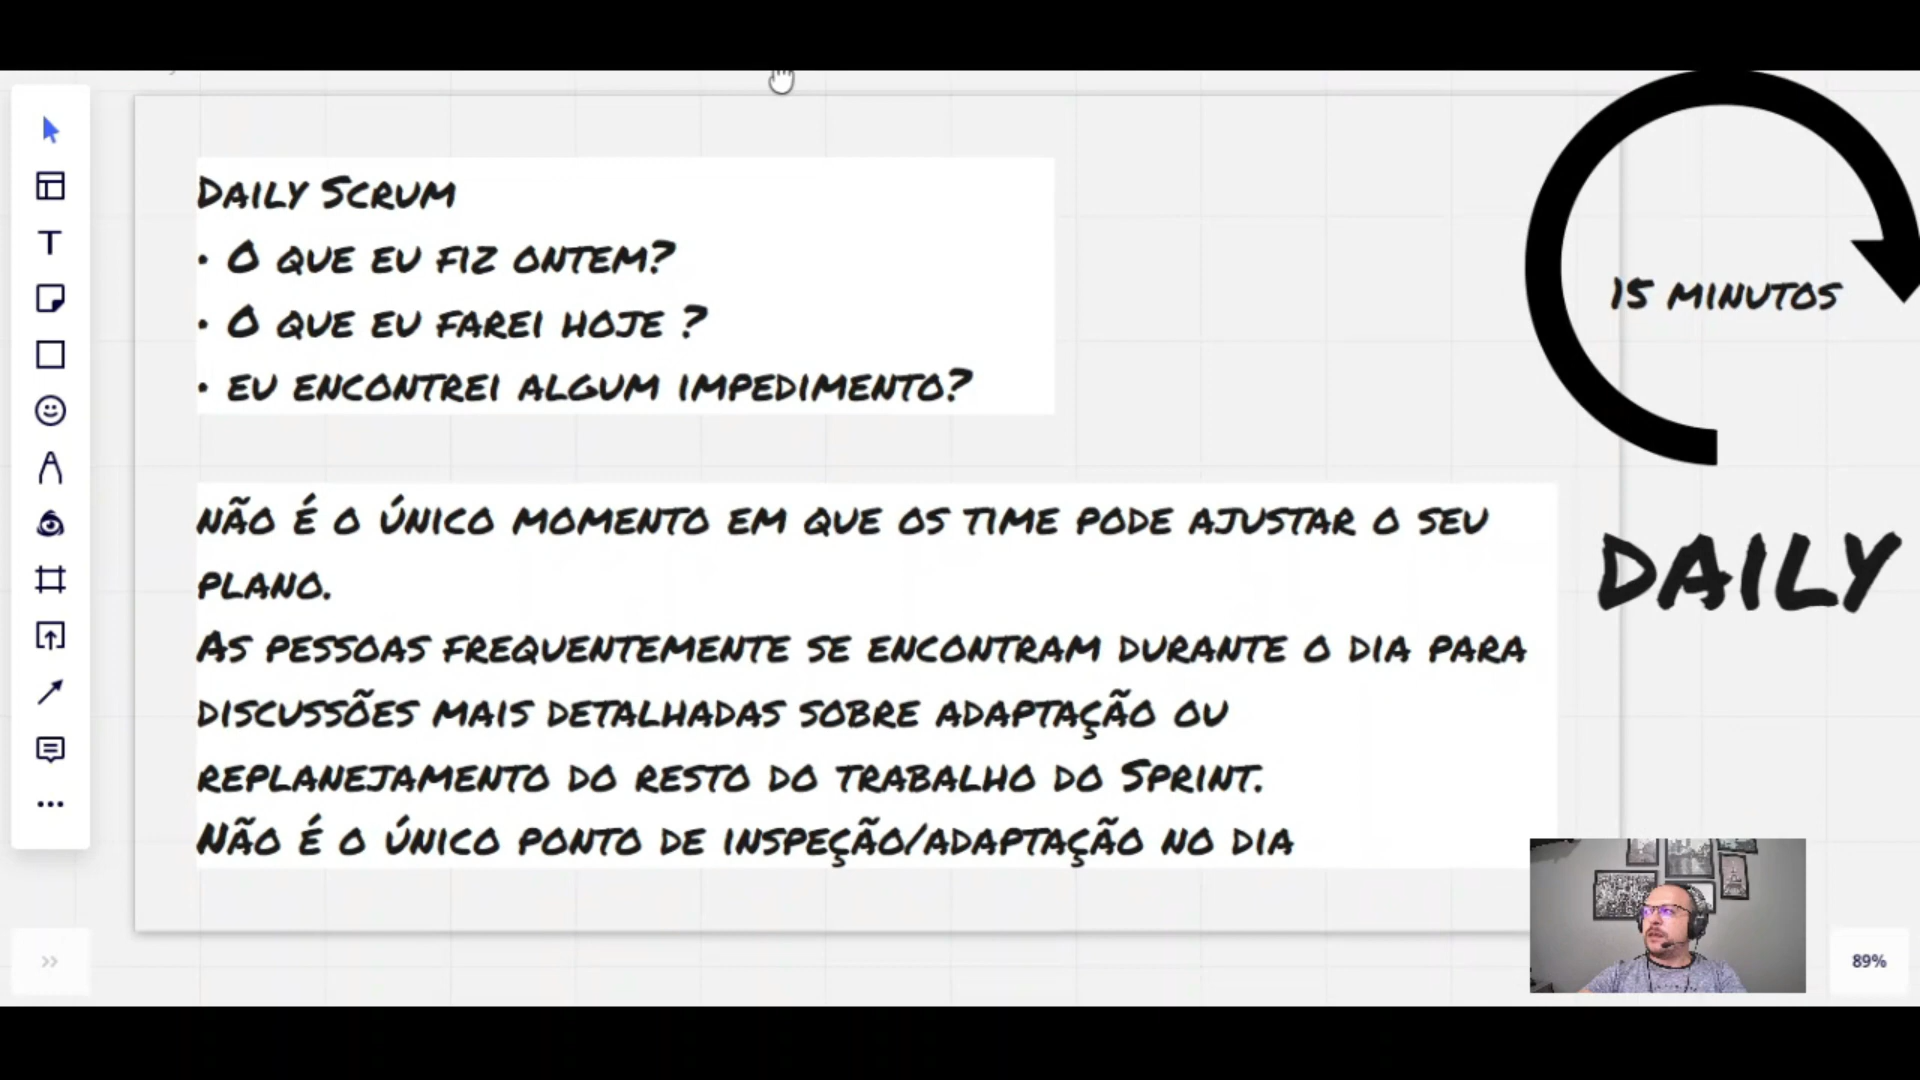 Daily Scrum
• O que eu fiz ontem?
• O que eu farei hoje ?
• eu encontrei algum impedimento?
não é o único momento em que os time pode ajustar o seu
plano.
As pessoas frequentemente se encontram durante o dia para
discussões mais detalhadas sobre adaptação ou
replanejamento do resto do trabalho do Sprint.
Não é o único ponto de inspeção/adaptação no dia
15 minutos
DAILY
89%